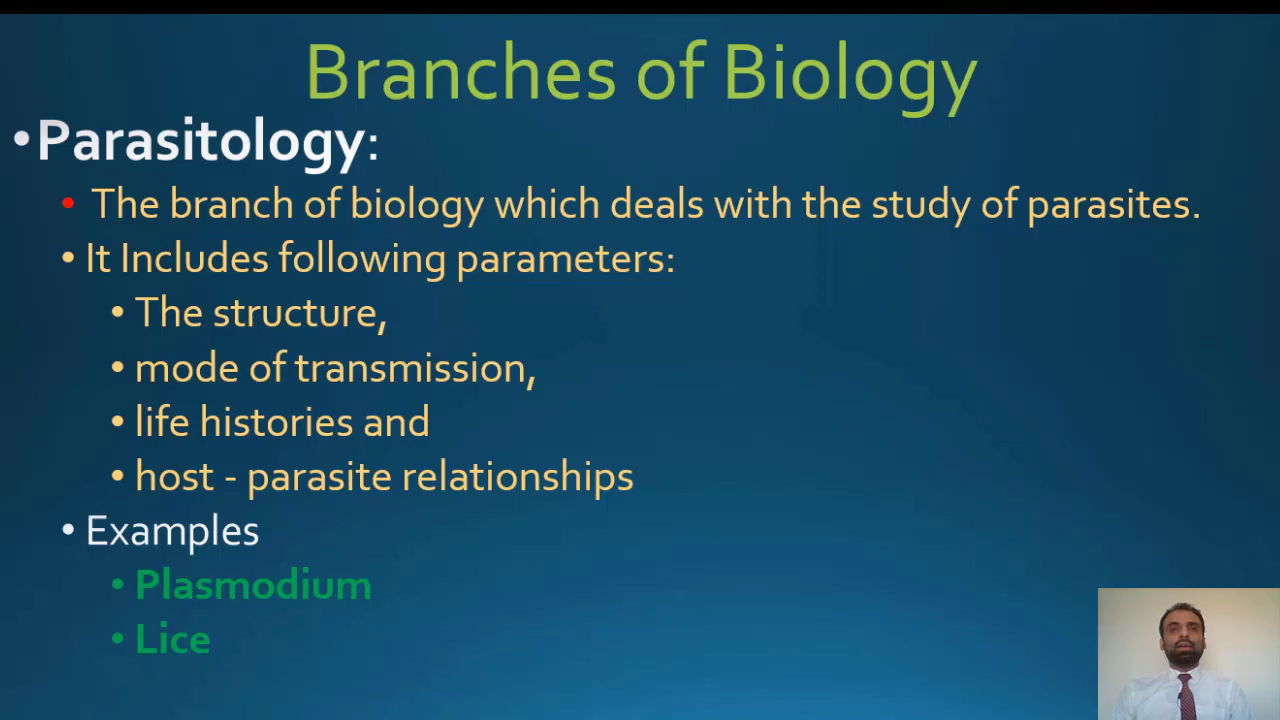 Branches of Biology
•Parasitology:
• The branch of biology which deals with the study of parasites.
• It Includes following parameters:
• The structure,
• mode of transmission,
• life histories and
• host - parasite relationships
• Examples
• Plasmodium
• Lice